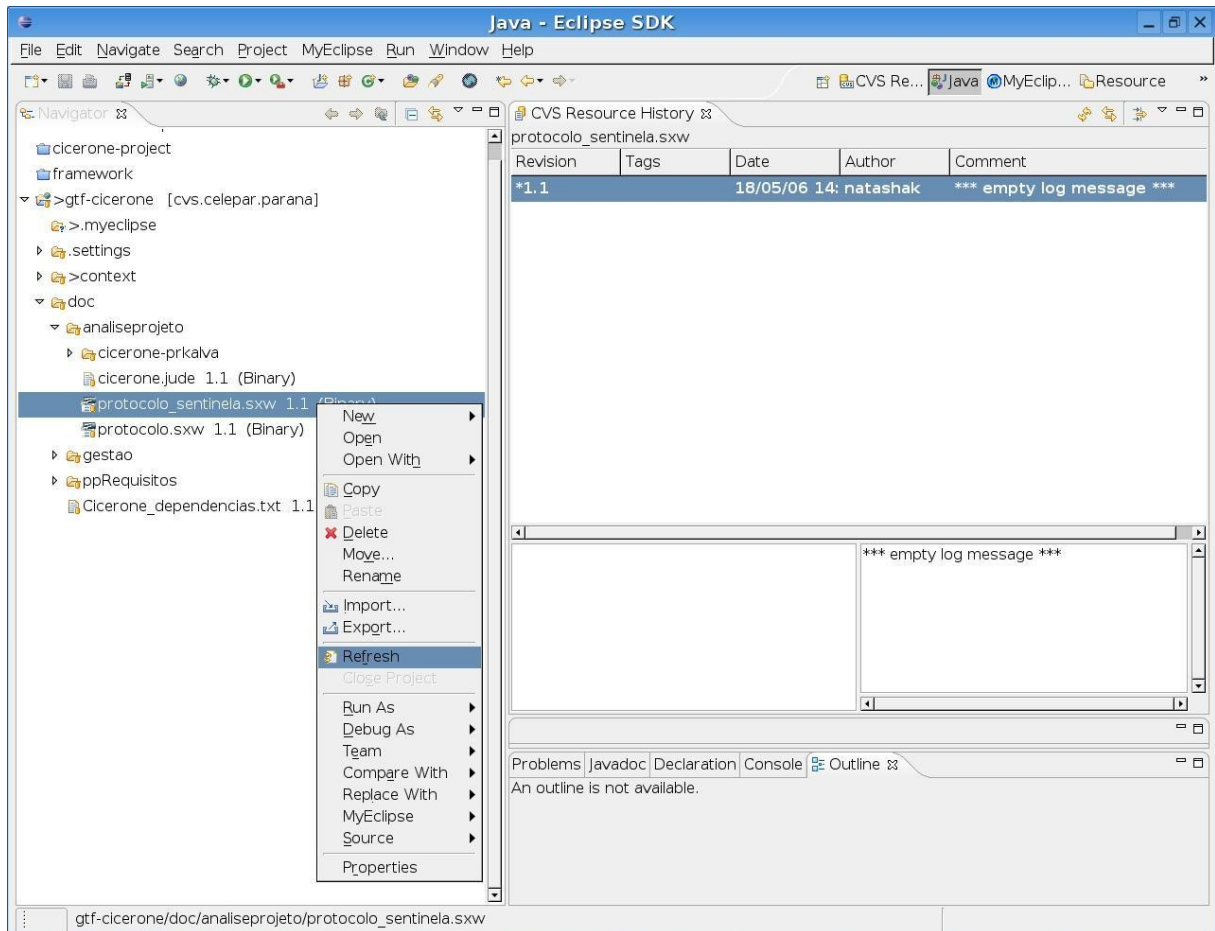 Java - Eclipse SDK
File Edit Navigate Search Project MyEclipse Run Window Help
CVS Re... Java MyEclip... Resource »
Navigator
cicerone-project
framework
>gtf-cicerone [cvs.celepar.parana]
>.myeclipse
.settings
>context
doc
analiseprojeto
cicerone-prkalva
cicerone.jude 1.1 (Binary)
protocolo_sentinela.sxw 1.1 (Binary)
protocolo.sxw 1.1 (Binary)
gestao
ppRequisitos
Cicerone_dependencias.txt 1.1
New
Open
Open With
Copy
Paste
Delete
Move...
Rename
Import...
Export...
Refresh
Close Project
Run As
Debug As
Team
Compare With
Replace With
MyEclipse
Source
Properties
CVS Resource History
protocolo_sentinela.sxw
Revision Tags Date Author Comment
*1.1 18/05/06 14: natashak *** empty log message ***
*** empty log message ***
Problems Javadoc Declaration Console Outline
An outline is not available.
gtf-cicerone/doc/analiseprojeto/protocolo_sentinela.sxw